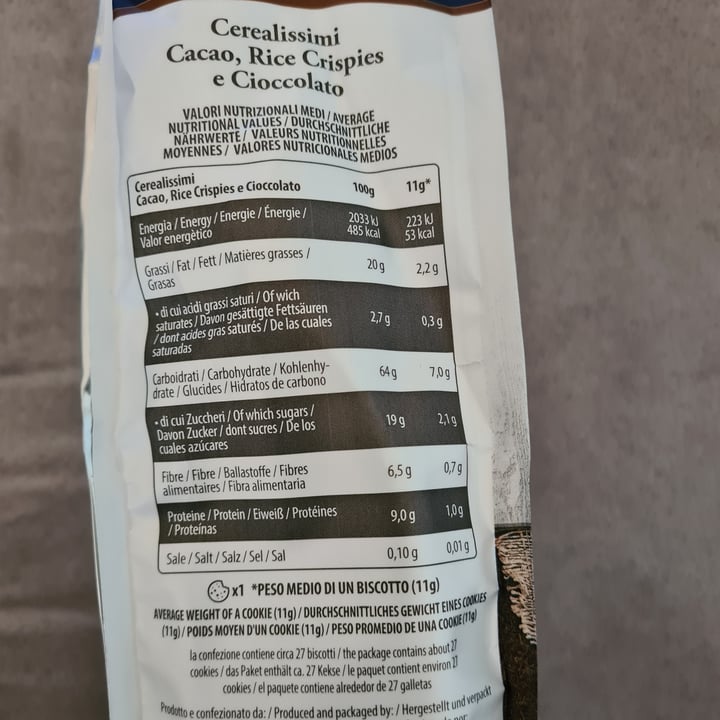 Cerealissimi
Cacao, Rice Crispies
e Cioccolato
VALORI NUTRIZIONALI MEDI / AVERAGE
NUTRITIONAL VALUES / DURCHSCHNITTLICHE
NÄHRWERTE / VALEURS NUTRITIONNELLES
MOYENNES / VALORES NUTRICIONALES MEDIOS
Cerealissimi
Cacao, Rice Crispies e Cioccolato 100g 11g*
Energia / Energy / Energie / Énergie / 2033 kJ 223 kJ
Valor energètico 485 kcal 53 kcal
Grassi / Fat / Fett / Matières grasses / 20 g 2,2 g
Grasas
• di cui acidi grassi saturi / Of wich
saturates / Davon gesättigte Fettsäuren 2,7 g 0,3 g
/ dont acides gras saturés / De las cuales
saturadas
Carboidrati / Carbohydrate / Kohlenhy- 64 g 7,0 g
drate / Glucides / Hidratos de carbono
• di cui Zuccheri / Of which sugars /
Davon Zucker / dont sucres / De los 19 g 2,1 g
cuales azúcares
Fibre / Fibre / Ballastoffe / Fibres 6,5 g 0,7 g
alimentaires / Fibra alimentaria
Proteine / Protein / Eiweiß / Protéines 9,0 g 1,0 g
/ Proteínas
Sale / Salt / Salz / Sel / Sal 0,10 g 0,01 g
x1 *PESO MEDIO DI UN BISCOTTO (11g)
AVERAGE WEIGHT OF A COOKIE (11g) / DURCHSCHNITTLICHES GEWICHT EINES COOKIES
(11g) / POIDS MOYEN D'UN COOKIE (11g) / PESO PROMEDIO DE UNA COOKIE (11g)
la confezione contiene circa 27 biscotti / the package contains about 27
cookies / das Paket enthält ca. 27 Kekse / le paquet contient environ 27
cookies / el paquete contiene alrededor de 27 galletas
Prodotto e confezionato da: / Produced and packaged by: / Hergestellt und verpackt